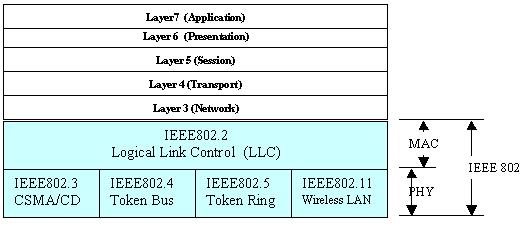 Layer7 (Application)
Layer 6 (Presentation)
Layer 5 (Session)
Layer 4 (Transport)
Layer 3 (Network)
IEEE802.2
Logical Link Control (LLC)
MAC
IEEE 802
IEEE802.3
CSMA/CD
IEEE802.4
Token Bus
IEEE802.5
Token Ring
IEEE802.11
Wireless LAN
PHY